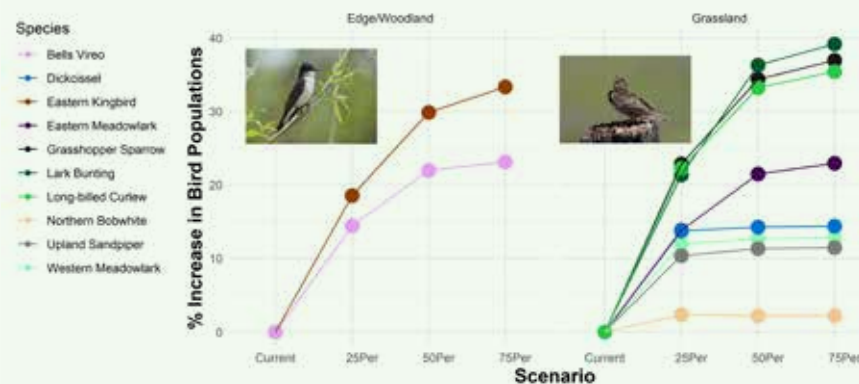 Species
Bells Vireo
Dickcissel
Eastern Kingbird
Eastern Meadowlark
Grasshopper Sparrow
Lark Bunting
Long-billed Curlew
Northern Bobwhite
Upland Sandpiper
Western Meadowlark
% Increase in Bird Populations
40
30
20
10
0
Edge/Woodland
Current
25Per
50Per
75Per
Grassland
Current
25Per
50Per
75Per
Scenario